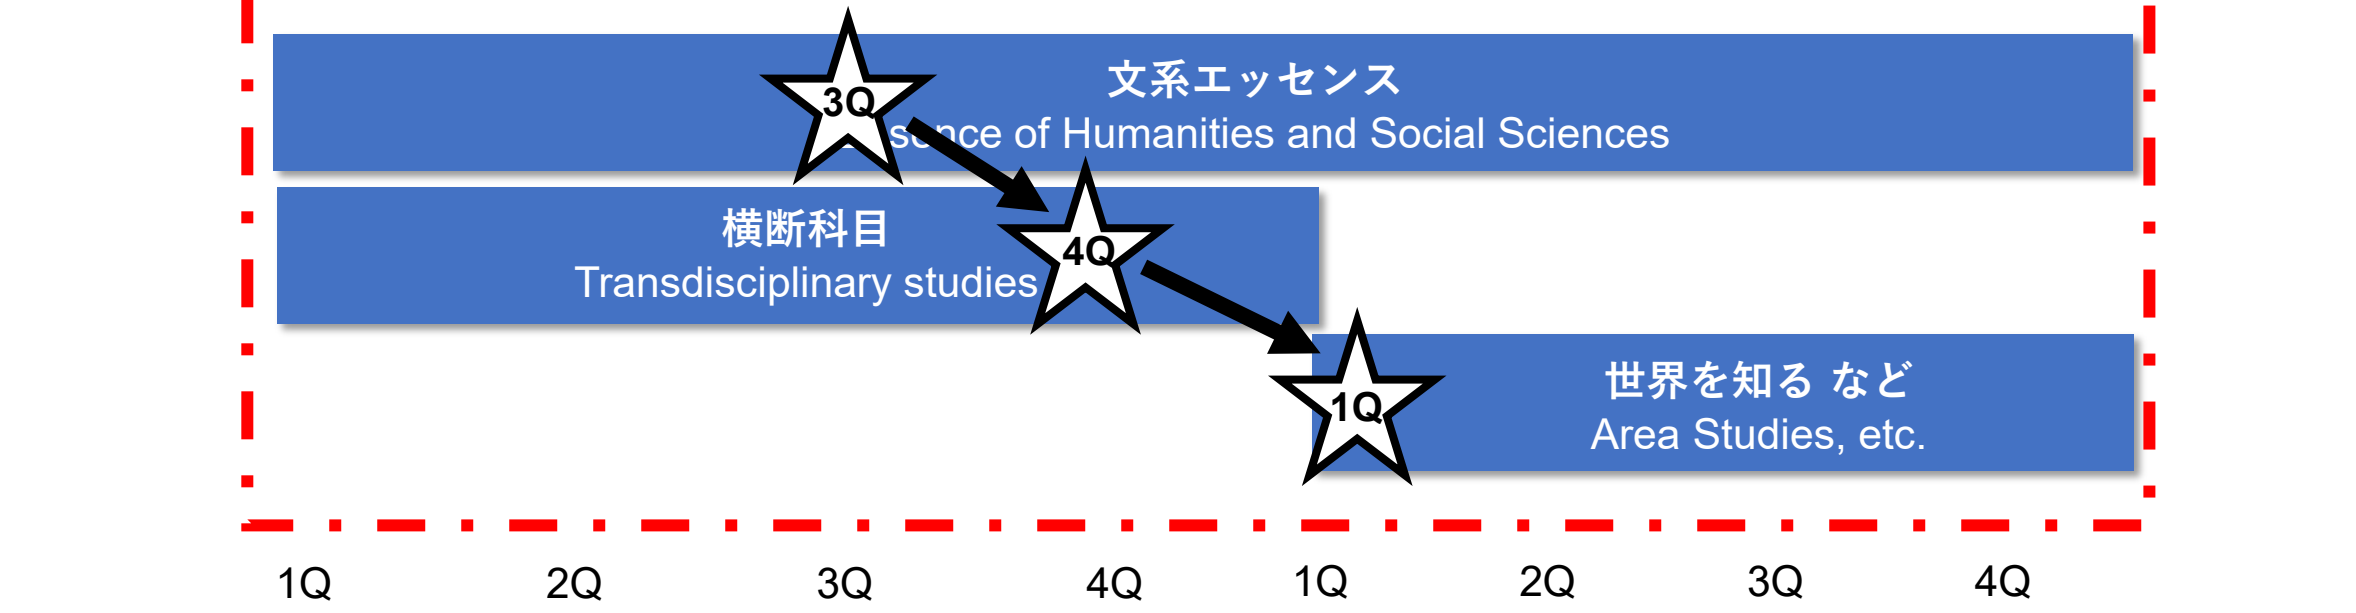 文系エッセンス
3Q
sence of Humanities and Social Sciences
横断科目
4Q
Transdisciplinary studies
世界を知る など
1Q
Area Studies, etc.
1Q 2Q 3Q 4Q 1Q 2Q 3Q 4Q